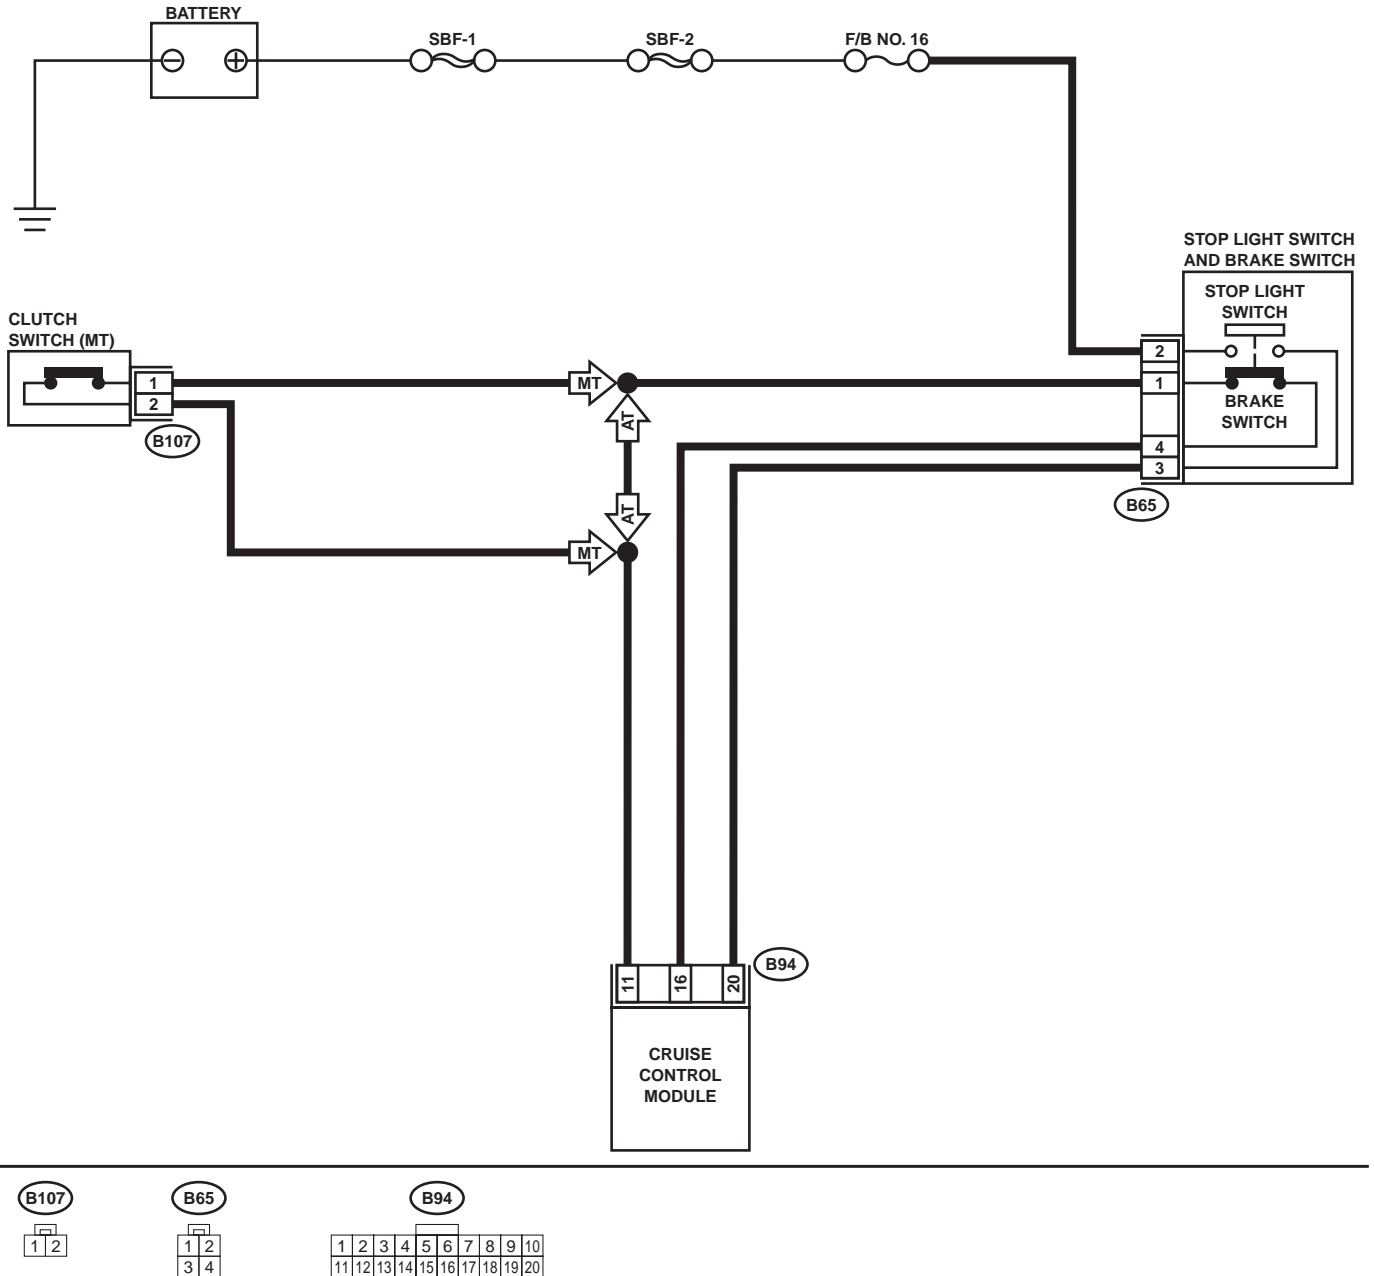 BATTERY
SBF-1
SBF-2
F/B NO. 16
STOP LIGHT SWITCH
AND BRAKE SWITCH
STOP LIGHT
SWITCH
BRAKE
SWITCH
2
1
4
3
B65
CLUTCH
SWITCH (MT)
1
2
B107
MT
AT
AT
MT
B94
11 16 20
CRUISE
CONTROL
MODULE
B107
1 2
B65
1 2
3 4
B94
1 2 3 4 5 6 7 8 9 10
11 12 13 14 15 16 17 18 19 20